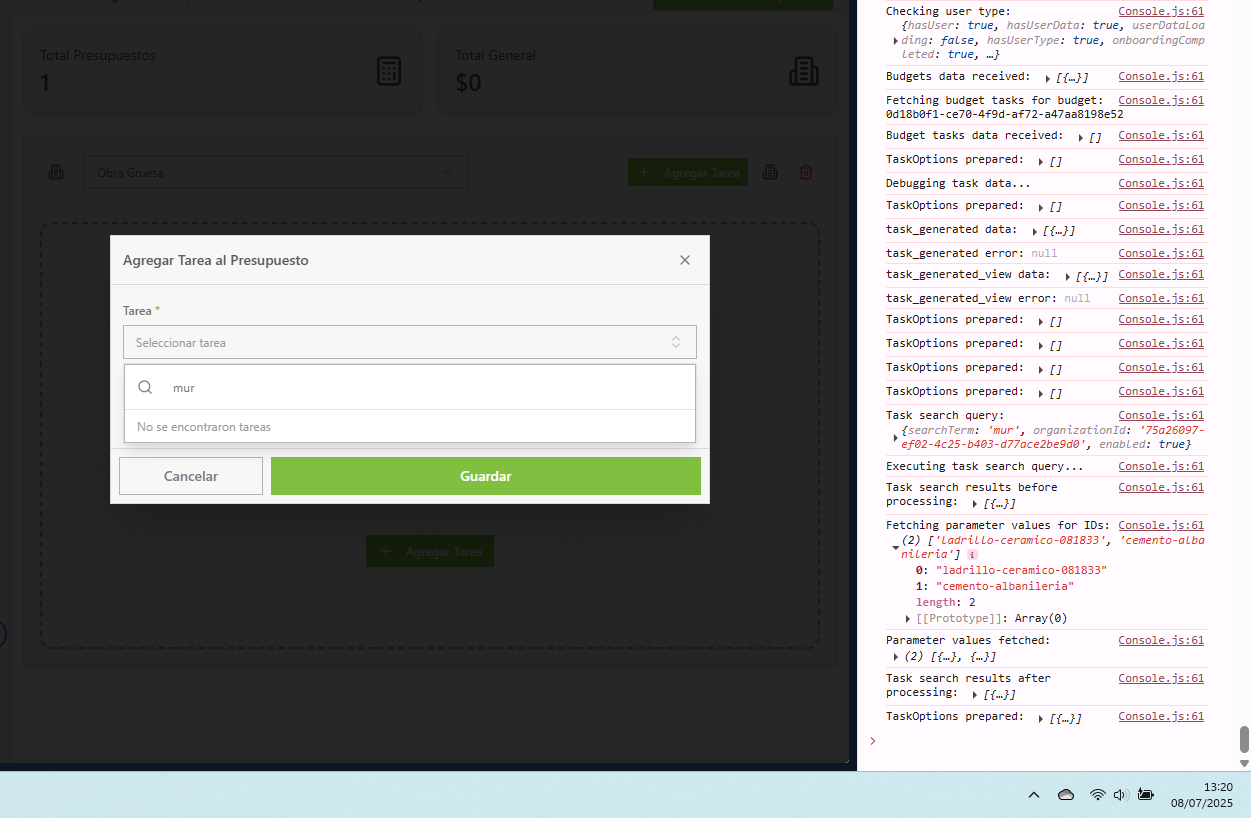 Total Presupuestos
1
Total General
$0
Obra Gruesa
Agregar Tarea
Agregar Tarea al Presupuesto
Tarea *
Seleccionar tarea
mur
No se encontraron tareas
Cancelar
Guardar
Agregar Tarea
Checking user type: Console.js:61
{hasUser: true, hasUserData: true, userDataLoa
ding: false, hasUserType: true, onboardingComp
leted: true, …}
Budgets data received: [{…}] Console.js:61
Fetching budget tasks for budget: Console.js:61
0d18b0f1-ce70-4f9d-af72-a47aa8198e52
Budget tasks data received: [] Console.js:61
TaskOptions prepared: [] Console.js:61
Debugging task data... Console.js:61
TaskOptions prepared: [] Console.js:61
task_generated data: [{…}] Console.js:61
task_generated error: null Console.js:61
task_generated_view data: [{…}] Console.js:61
task_generated_view error: null Console.js:61
TaskOptions prepared: [] Console.js:61
TaskOptions prepared: [] Console.js:61
TaskOptions prepared: [] Console.js:61
TaskOptions prepared: [] Console.js:61
Task search query: Console.js:61
{searchTerm: 'mur', organizationId: '75a26097-
ef02-4c25-b403-d77ace2be9d0', enabled: true}
Executing task search query... Console.js:61
Task search results before Console.js:61
processing: [{…}]
Fetching parameter values for IDs: Console.js:61
(2) ['ladrillo-ceramico-081833', 'cemento-alba
nileria'] i
0: "ladrillo-ceramico-081833"
1: "cemento-albanileria"
length: 2
[[Prototype]]: Array(0)
Parameter values fetched: Console.js:61
(2) [{…}, {…}]
Task search results after Console.js:61
processing: [{…}]
TaskOptions prepared: [{…}] Console.js:61
13:20
08/07/2025